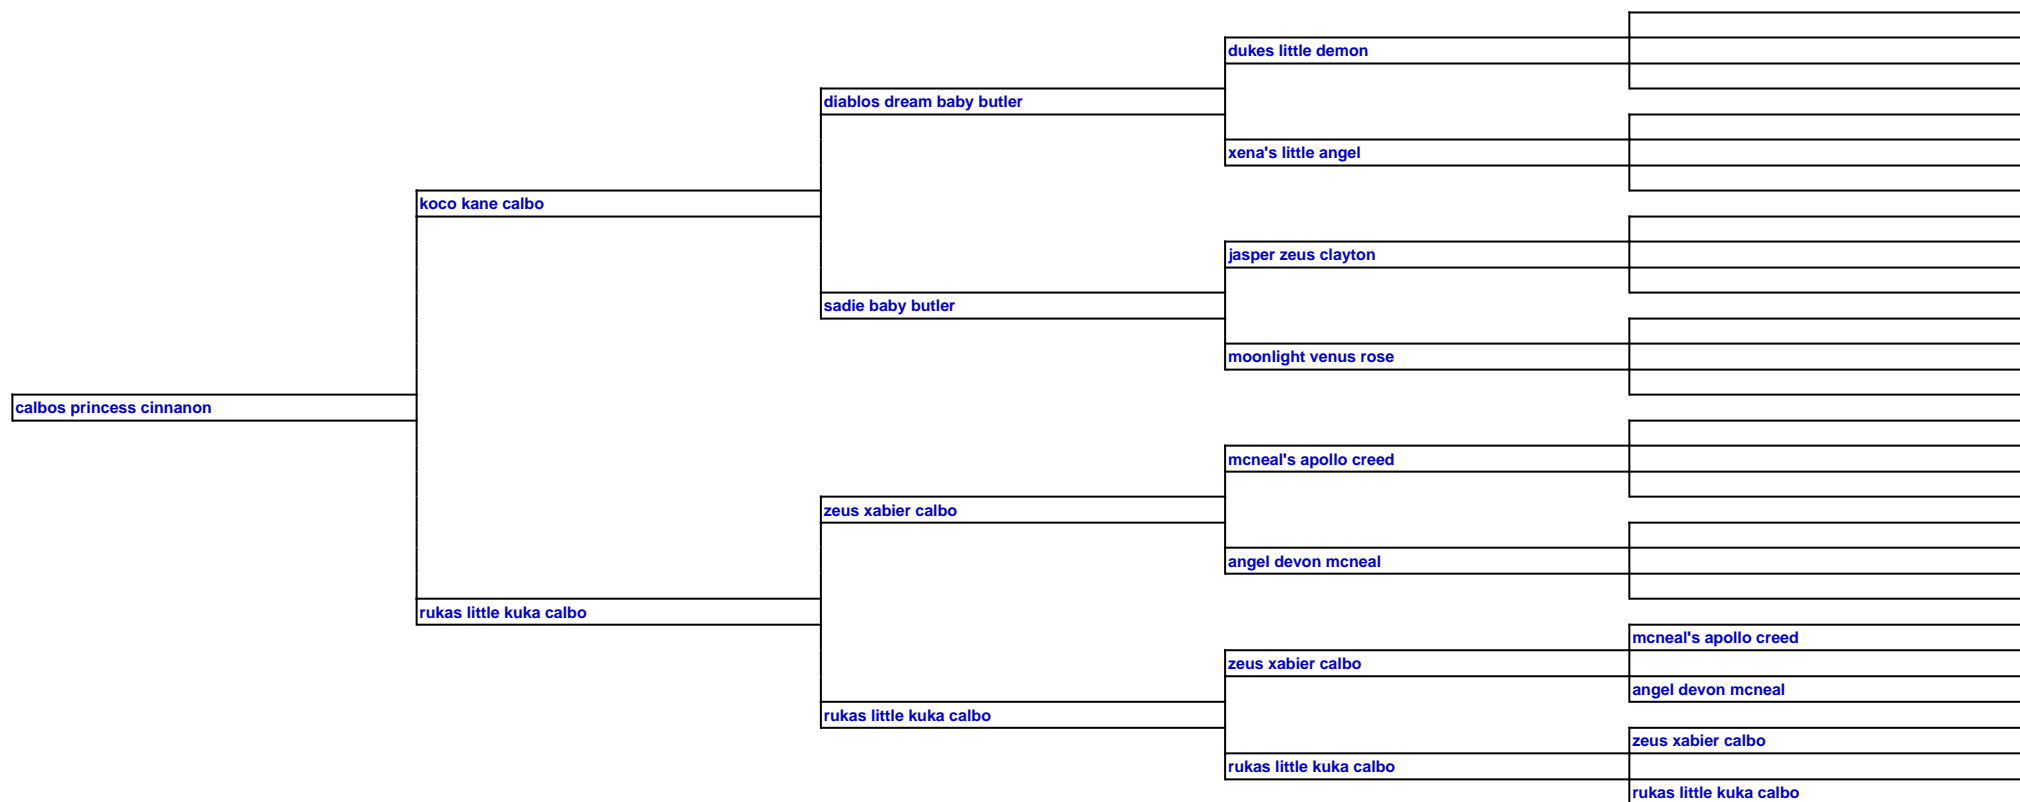 dukes little demon
diablos dream baby butler
xena's little angel
koco kane calbo
jasper zeus clayton
sadie baby butler
moonlight venus rose
calbos princess cinnanon
mcneal's apollo creed
zeus xabier calbo
angel devon mcneal
rukas little kuka calbo
mcneal's apollo creed
zeus xabier calbo
angel devon mcneal
rukas little kuka calbo
zeus xabier calbo
rukas little kuka calbo
rukas little kuka calbo